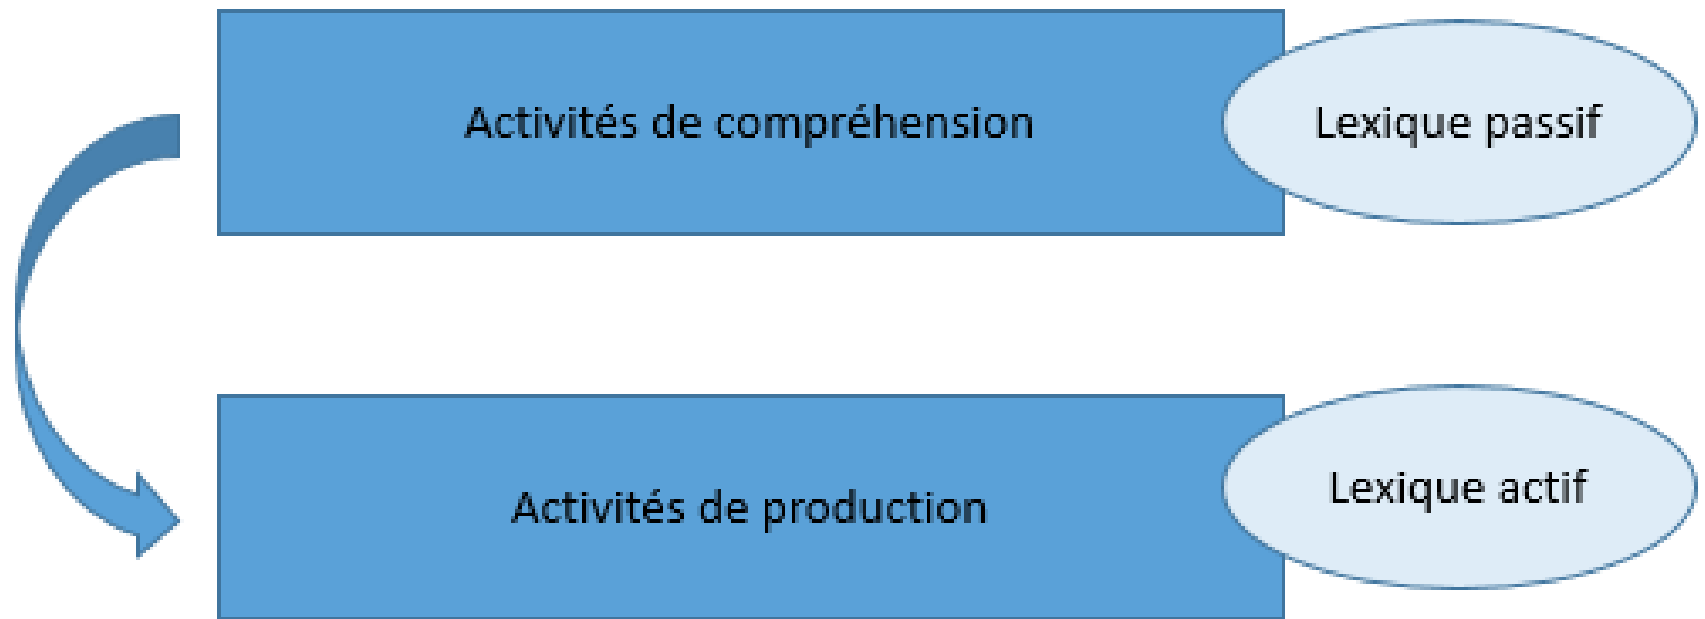 Activités de compréhension
Lexique passif
Activités de production
Lexique actif